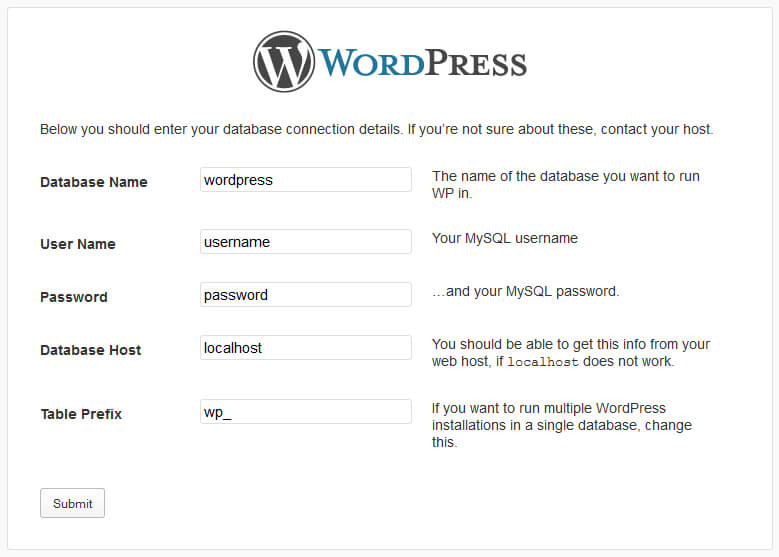 WORDPRESS
Below you should enter your database connection details. If you’re not sure about these, contact your host.
Database Name
wordpress
The name of the database you want to run
WP in.
User Name
username
Your MySQL username
Password
password
…and your MySQL password.
Database Host
localhost
You should be able to get this info from your
web host, if localhost does not work.
Table Prefix
wp_
If you want to run multiple WordPress
installations in a single database, change
this.
Submit